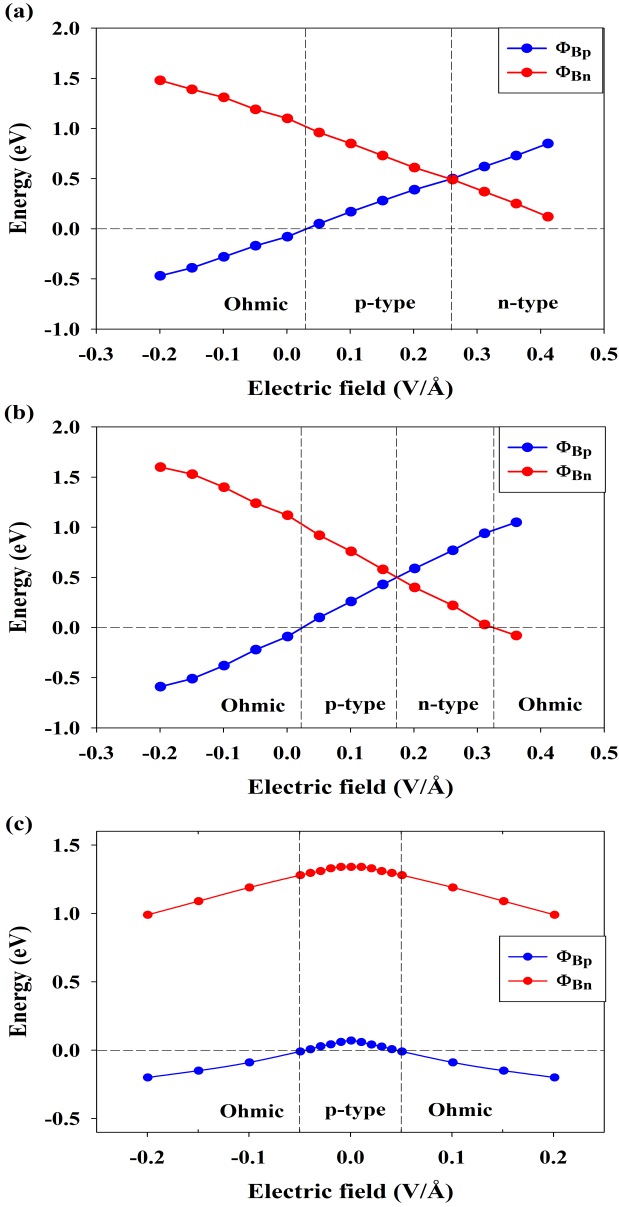 (a)
2.0
1.5
1.0
0.5
0.0
-0.5
-1.0
Energy (eV)
ΦBp
ΦBn
Ohmic p-type n-type
-0.3 -0.2 -0.1 0.0 0.1 0.2 0.3 0.4 0.5
Electric field (V/Å)
(b)
2.0
1.5
1.0
0.5
0.0
-0.5
-1.0
Energy (eV)
ΦBp
ΦBn
Ohmic p-type n-type Ohmic
-0.3 -0.2 -0.1 0.0 0.1 0.2 0.3 0.4 0.5
Electric field (V/Å)
(c)
1.5
1.0
0.5
0.0
-0.5
Energy (eV)
ΦBp
ΦBn
Ohmic p-type Ohmic
-0.2 -0.1 0.0 0.1 0.2
Electric field (V/Å)